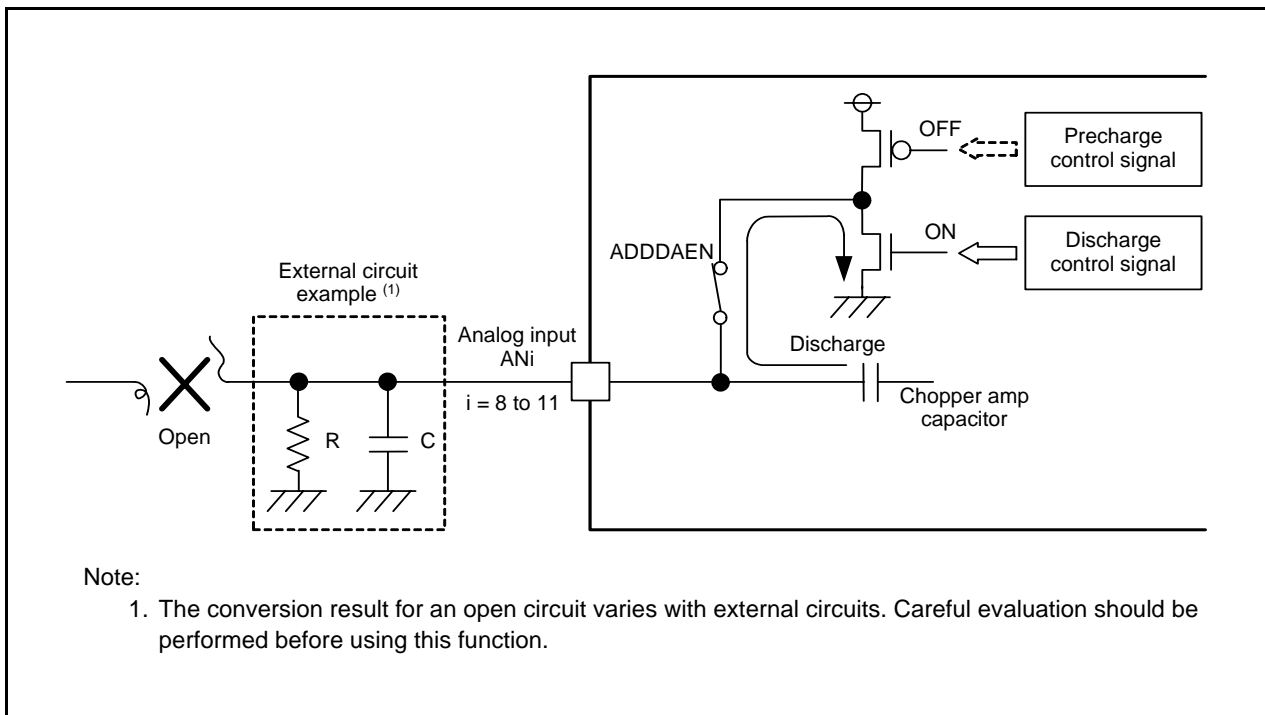 OFF
Precharge
control signal
ON
Discharge
control signal
ADDDAEN
External circuit
example (1)
Analog input
ANi
i = 8 to 11
Discharge
Chopper amp
capacitor
Open
R
C
Note:
1. The conversion result for an open circuit varies with external circuits. Careful evaluation should be
performed before using this function.